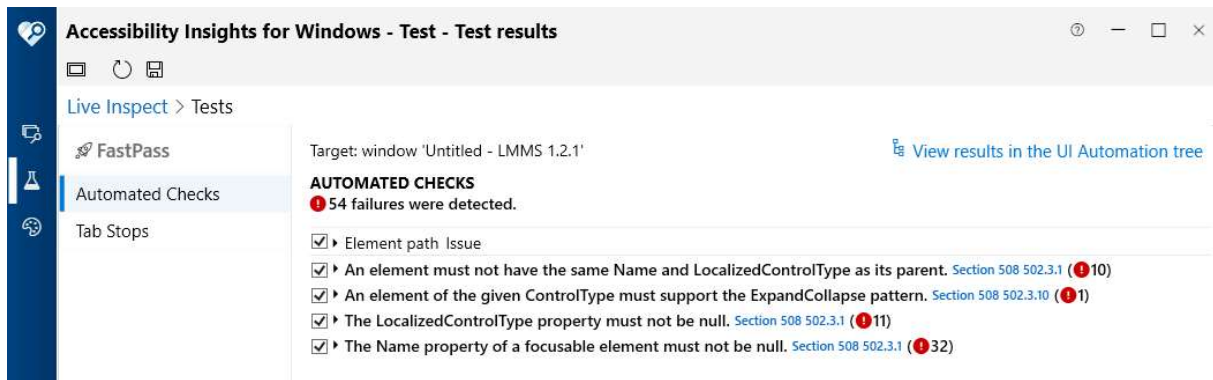 Accessibility Insights for Windows - Test - Test results
Live Inspect > Tests
FastPass
Automated Checks
Tab Stops
Target: window 'Untitled - LMMS 1.2.1'
View results in the UI Automation tree
AUTOMATED CHECKS
54 failures were detected.
Element path Issue
An element must not have the same Name and LocalizedControlType as its parent. Section 508 502.3.1 (10)
An element of the given ControlType must support the ExpandCollapse pattern. Section 508 502.3.10 (1)
The LocalizedControlType property must not be null. Section 508 502.3.1 (11)
The Name property of a focusable element must not be null. Section 508 502.3.1 (32)